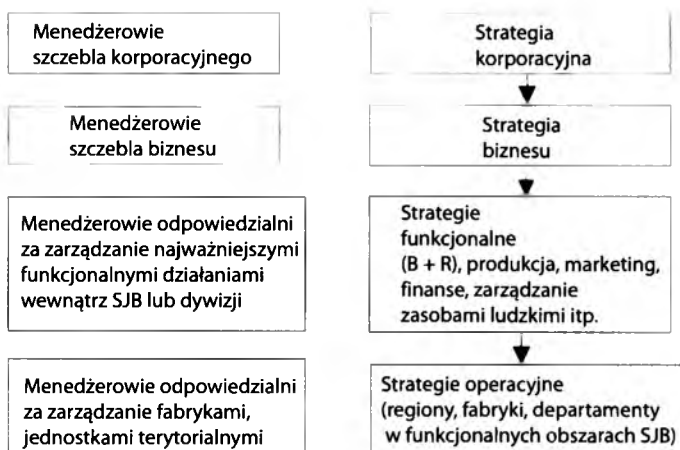 Menedżerowie
szczebla korporacyjnego
Strategia
korporacyjna
Menedżerowie
szczebla biznesu
Strategia
biznesu
Menedżerowie odpowiedzialni
za zarządzanie najważniejszymi
funkcjonalnymi działaniami
wewnątrz SJB lub dywizji
Strategie
funkcjonalne
(B + R), produkcja, marketing,
finanse, zarządzanie
zasobami ludzkimi itp.
Menedżerowie odpowiedzialni
za zarządzanie fabrykami,
jednostkami terytorialnymi
Strategie operacyjne
(regiony, fabryki, departamenty
w funkcjonalnych obszarach SJB)